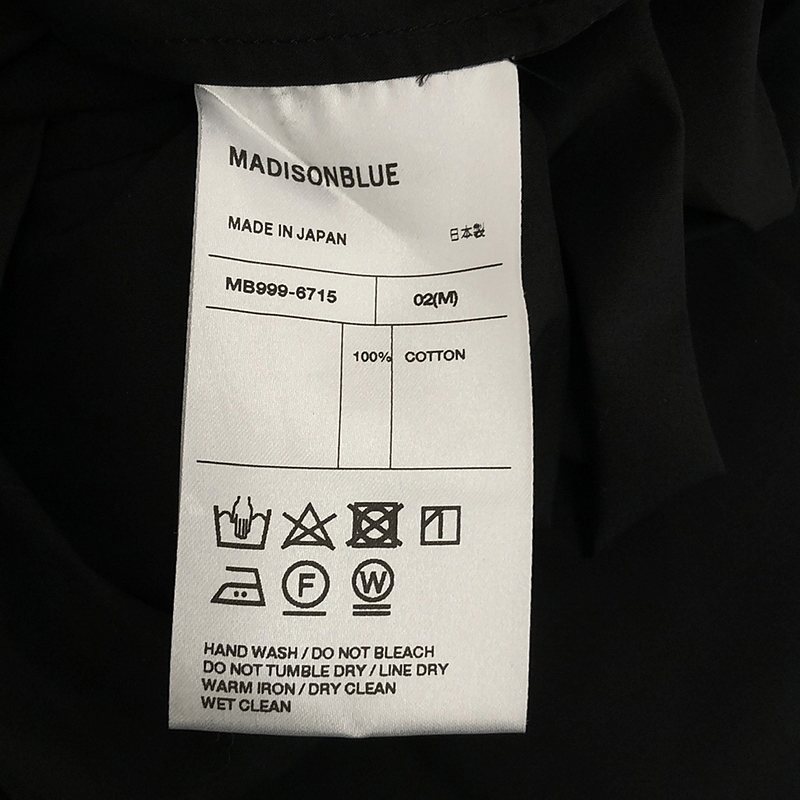 MADISONBLUE
MADE IN JAPAN 日本製
MB999-6715 02(M)
100% COTTON
F W
HAND WASH / DO NOT BLEACH
DO NOT TUMBLE DRY / LINE DRY
WARM IRON / DRY CLEAN
WET CLEAN